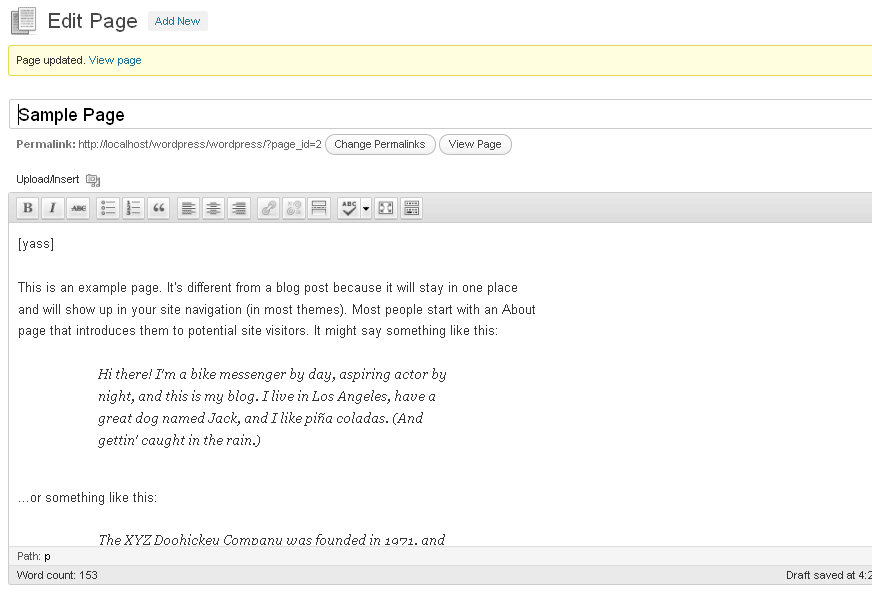 Edit Page Add New
Page updated. View page
Sample Page
Permalink: http://localhost/wordpress/wordpress/?page_id=2 Change Permalinks View Page
Upload/Insert
B I ABC ABC
[yass]
This is an example page. It's different from a blog post because it will stay in one place
and will show up in your site navigation (in most themes). Most people start with an About
page that introduces them to potential site visitors. It might say something like this:
Hi there! I'm a bike messenger by day, aspiring actor by
night, and this is my blog. I live in Los Angeles, have a
great dog named Jack, and I like piña coladas. (And
gettin' caught in the rain.)
...or something like this:
The XYZ Doohickey Company was founded in 1971, and
Path: p
Word count: 153 Draft saved at 4:2